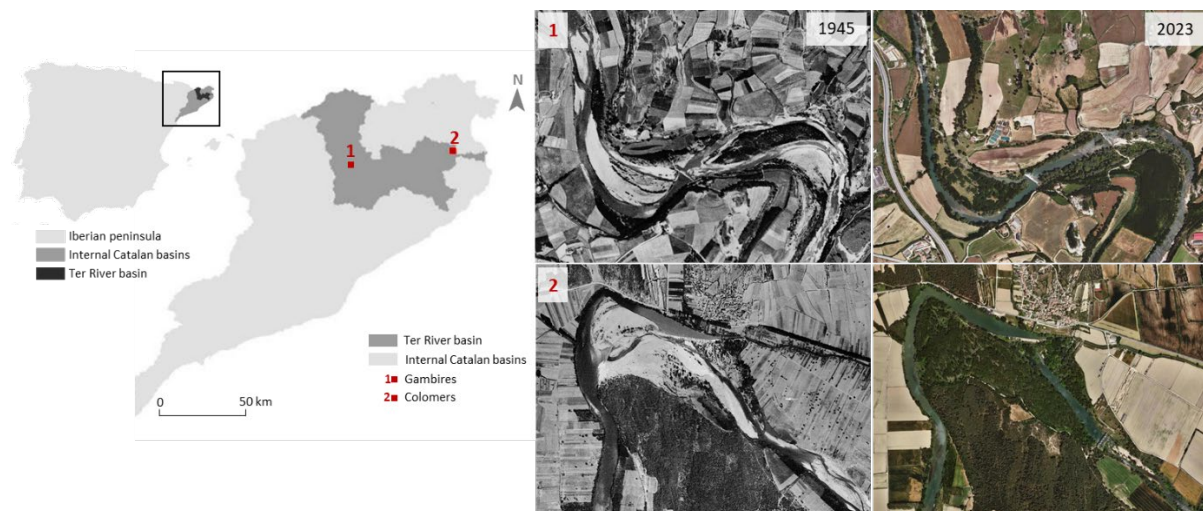 N
1
2
Iberian peninsula
Internal Catalan basins
Ter River basin
Ter River basin
Internal Catalan basins
1 Gambires
2 Colomers
0 50 km
1 1945 2023
2